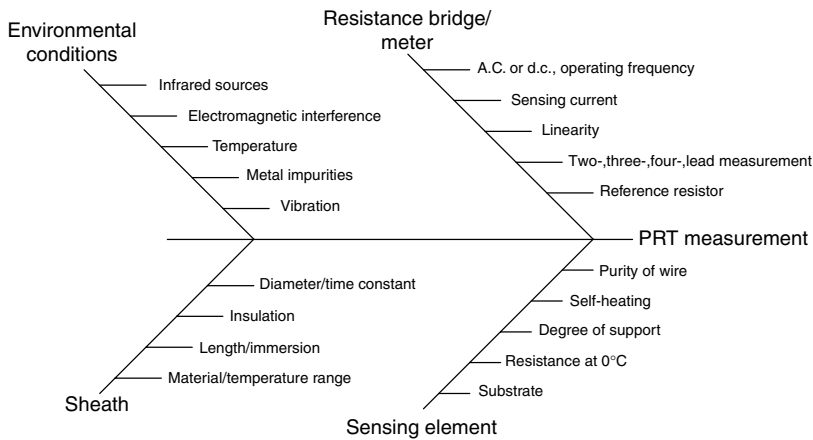 Environmental
conditions
Infrared sources
Electromagnetic interference
Temperature
Metal impurities
Vibration
Resistance bridge/
meter
A.C. or d.c., operating frequency
Sensing current
Linearity
Two-,three-,four-,lead measurement
Reference resistor
PRT measurement
Diameter/time constant
Insulation
Length/immersion
Material/temperature range
Sheath
Purity of wire
Self-heating
Degree of support
Resistance at 0°C
Substrate
Sensing element